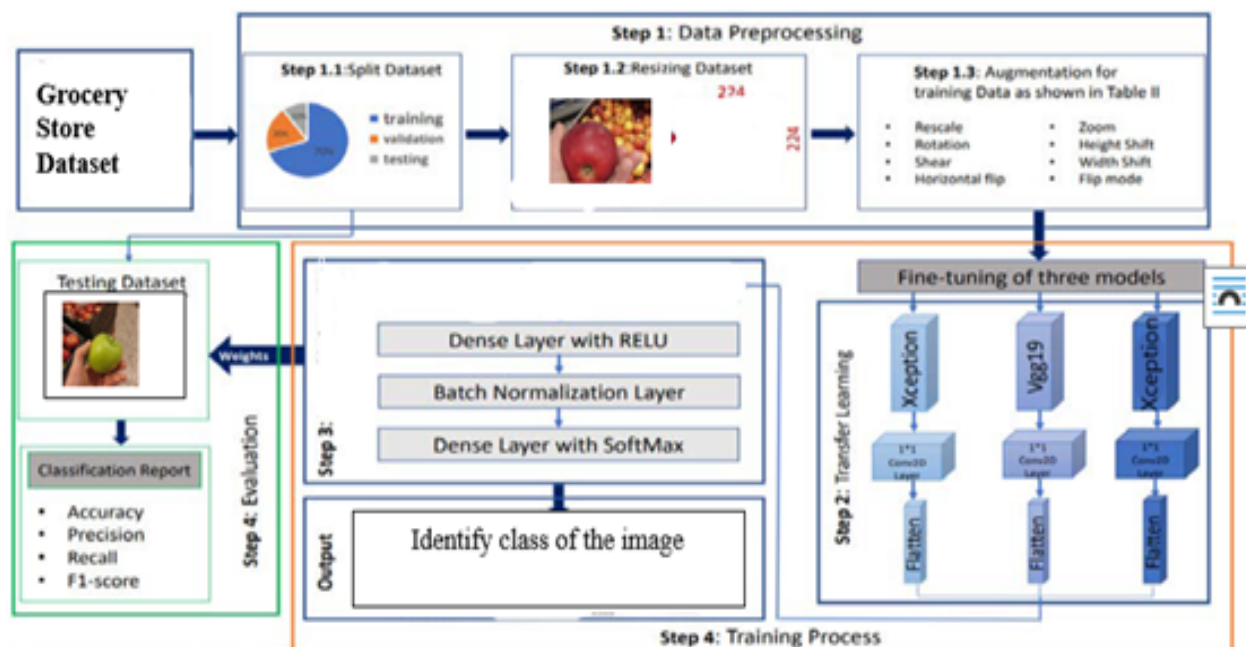 Step 1: Data Preprocessing
Grocery
Store
Dataset
Step 1.1:Split Dataset
training
validation
testing
70%
20%
Step 1.2:Resizing Dataset
224
224
Step 1.3: Augmentation for
training Data as shown in Table II
Rescale
Rotation
Shear
Horizontal flip
Zoom
Height Shift
Width Shift
Flip mode
Testing Dataset
Weights
Classification Report
Accuracy
Precision
Recall
F1-score
Step 4: Evaluation
Step 3:
Dense Layer with RELU
Batch Normalization Layer
Dense Layer with SoftMax
Output
Identify class of the image
Fine-tuning of three models
Step 2: Transfer Learning
Xception
Vgg19
Xception
1*1
Conv2D
Layer
1*1
Conv2D
Layer
1*1
Conv2D
Layer
Flatten
Flatten
Flatten
Step 4: Training Process